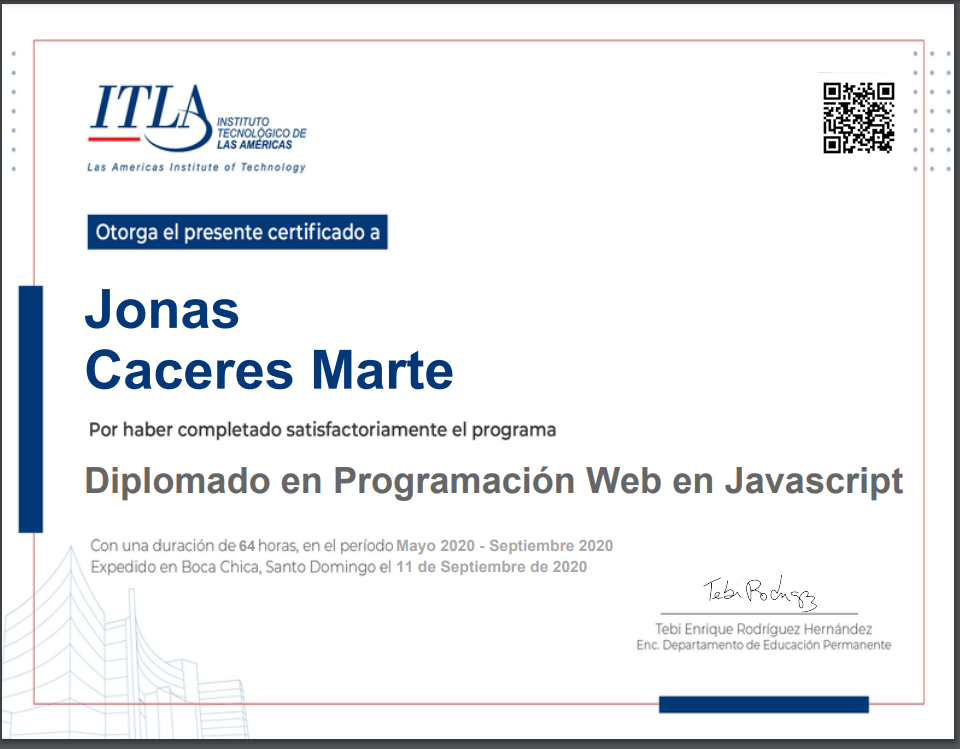 ITLA
INSTITUTO
TECNOLÓGICO DE
LAS AMÉRICAS
Las Americas Institute of Technology
Otorga el presente certificado a
Jonas
Caceres Marte
Por haber completado satisfactoriamente el programa
Diplomado en Programación Web en Javascript
Con una duración de 64 horas, en el período Mayo 2020 - Septiembre 2020
Expedido en Boca Chica, Santo Domingo el 11 de Septiembre de 2020
Tebi Rodrgz
Tebi Enrique Rodríguez Hernández
Enc. Departamento de Educación Permanente